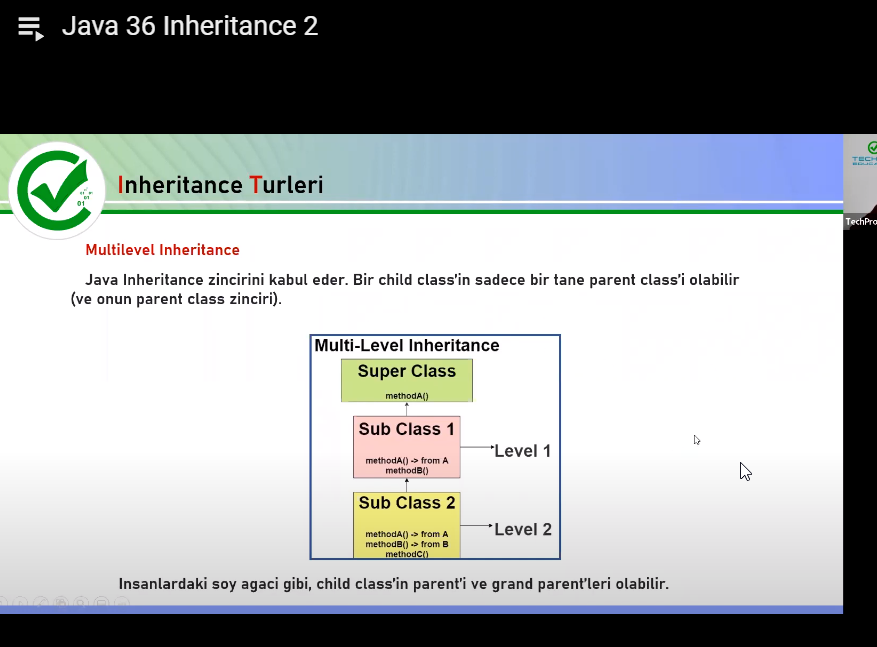 Java 36 Inheritance 2
Inheritance Turleri
TECH
TechPro
Multilevel Inheritance
Java Inheritance zincirini kabul eder. Bir child class'in sadece bir tane parent class'i olabilir
(ve onun parent class zinciri).
Multi-Level Inheritance
Super Class
methodA()
Sub Class 1
methodA() -> from A
methodB()
Level 1
Sub Class 2
methodA() -> from A
methodB() -> from B
methodC()
Level 2
Insanlardaki soy agaci gibi, child class'in parent'i ve grand parent'leri olabilir.